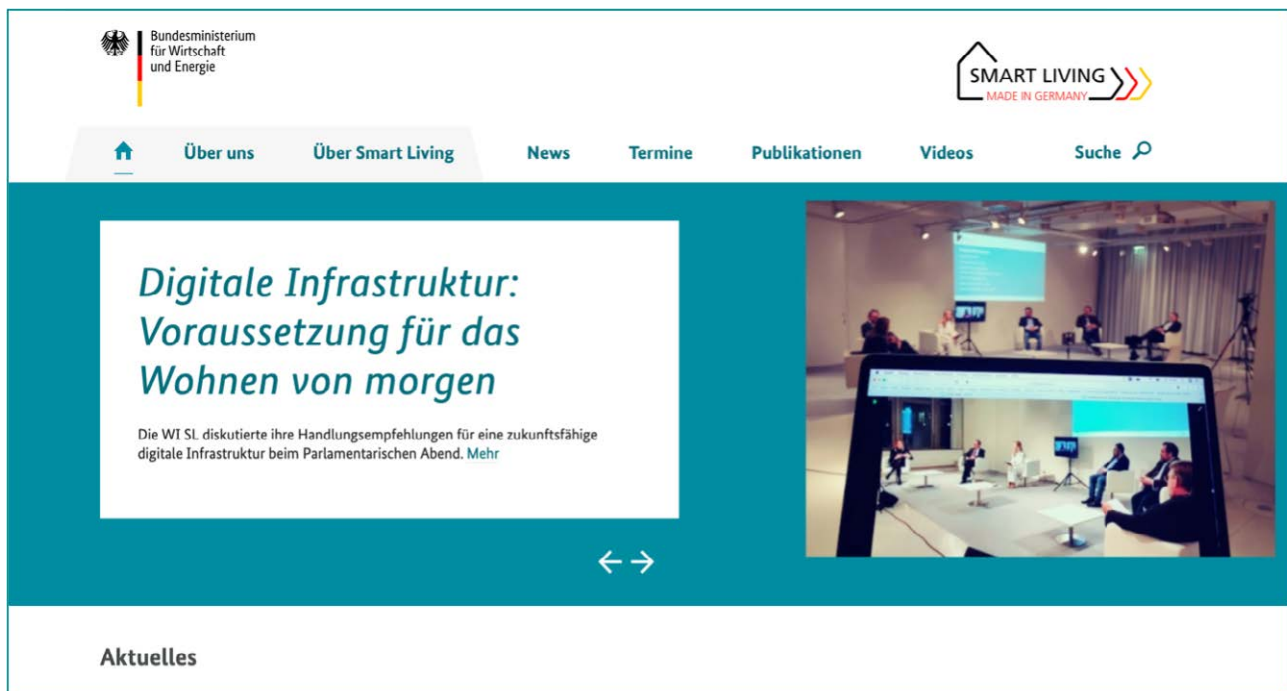 Bundesministerium
für Wirtschaft
und Energie
SMART LIVING
MADE IN GERMANY
Über uns
Über Smart Living
News
Termine
Publikationen
Videos
Suche
Digitale Infrastruktur:
Voraussetzung für das
Wohnen von morgen
Die WI SL diskutierte ihre Handlungsempfehlungen für eine zukunftsfähige
digitale Infrastruktur beim Parlamentarischen Abend. Mehr
Aktuelles